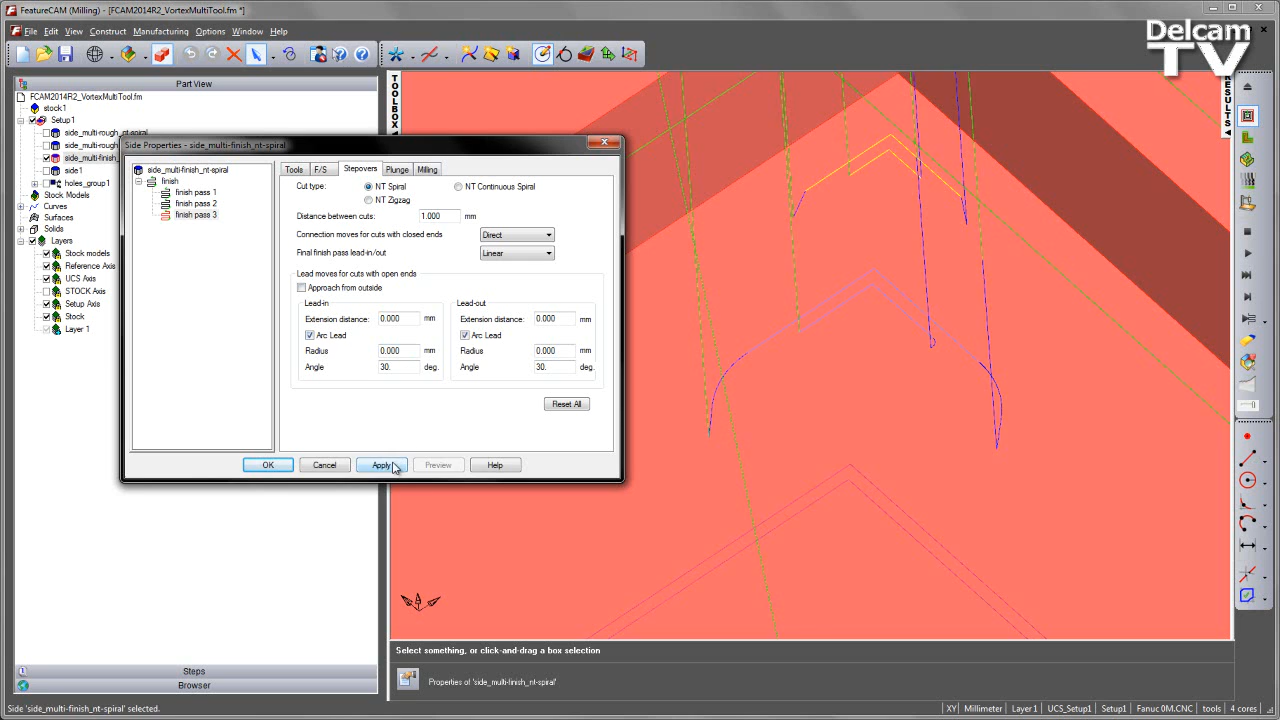 FeatureCAM (Milling) - [FCAM2014R2_VortexMultiTool.fm *]
File Edit View Construct Manufacturing Options Window Help
Delcam
TV
Part View
FCAM2014R2_VortexMultiTool.fm
stock1
Setup1
side_multi-rough_nt-spiral
side_multi-rough
side_multi-finish_
side1
holes_group1
Stock Models
Curves
Surfaces
Solids
Layers
Stock models
Reference Axis
UCS Axis
STOCK Axis
Setup Axis
Stock
Layer 1
Steps
Browser
TOOLBOX
RESULTS
Side Properties - side_multi-finish_nt-spiral
side_multi-finish_nt-spiral
finish
finish pass 1
finish pass 2
finish pass 3
Tools F/S Stepovers Plunge Milling
Cut type: NT Spiral NT Continuous Spiral
NT Zigzag
Distance between cuts: 1.000 mm
Connection moves for cuts with closed ends Direct
Final finish pass lead-in/out Linear
Lead moves for cuts with open ends
Approach from outside
Lead-in Lead-out
Extension distance: 0.000 mm Extension distance: 0.000 mm
Arc Lead Arc Lead
Radius 0.000 mm Radius 0.000 mm
Angle 30. deg. Angle 30. deg.
Reset All
OK Cancel Apply Preview Help
Select something, or click-and-drag a box selection
Properties of 'side_multi-finish_nt-spiral'
Side 'side_multi-finish_nt-spiral' selected.
XY Millimeter Layer 1 UCS_Setup1 Setup1 Fanuc 0M.CNC tools 4 cores